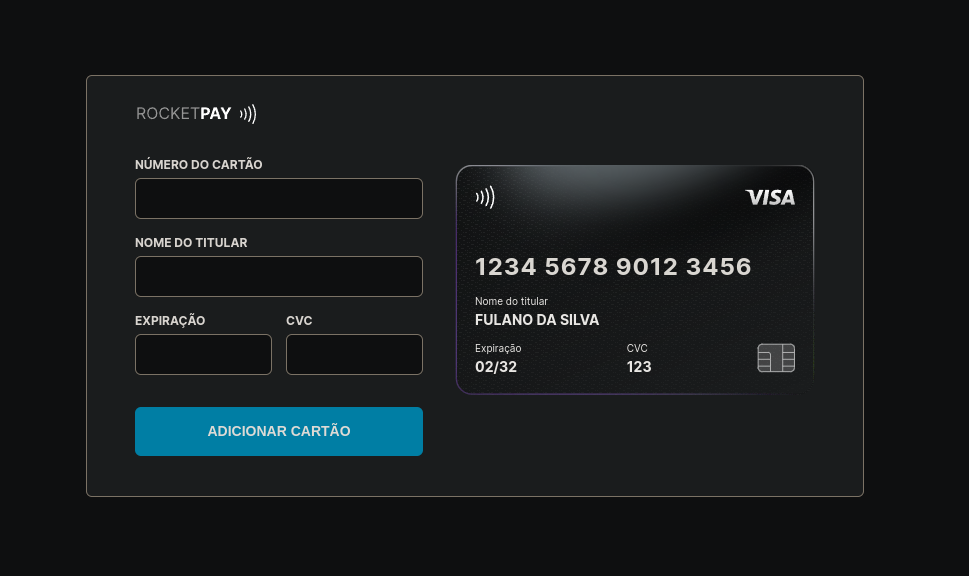 ROCKETPAY
NÚMERO DO CARTÃO
NOME DO TITULAR
EXPIRAÇÃO CVC
ADICIONAR CARTÃO
VISA
1234 5678 9012 3456
Nome do titular
FULANO DA SILVA
Expiração CVC
02/32 123